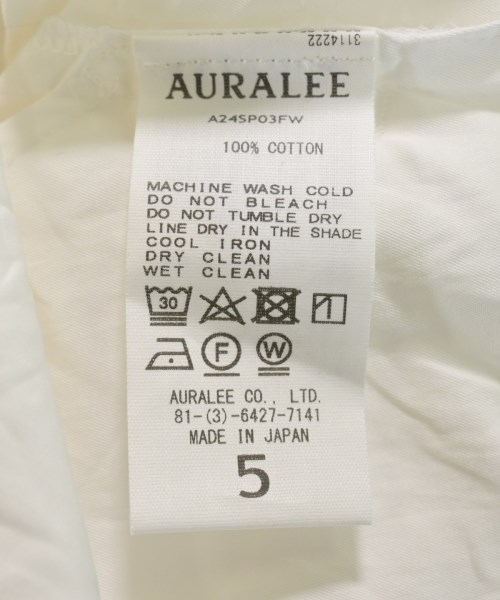 3114222
AURALEE
A24SP03FW
100% COTTON
MACHINE WASH COLD
DO NOT BLEACH
DO NOT TUMBLE DRY
LINE DRY IN THE SHADE
COOL IRON
DRY CLEAN
WET CLEAN
30
F W
AURALEE CO., LTD.
81-(3)-6427-7141
MADE IN JAPAN
5